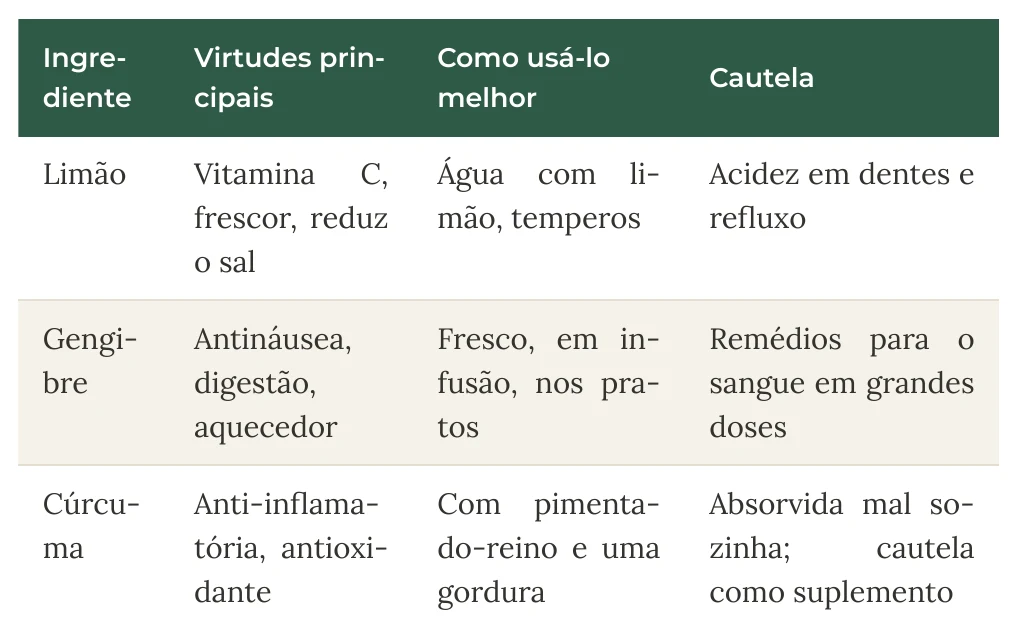 Ingre-
diente
Virtudes prin-
cipais
Como usá-lo
melhor
Cautela
Limão
Vitamina C,
frescor, reduz
o sal
Água com li-
mão, temperos
Acidez em dentes e
refluxo
Gengi-
bre
Antináusea,
digestão,
aquecedor
Fresco, em in-
fusão, nos pra-
tos
Remédios para o
sangue em grandes
doses
Cúrcu-
ma
Anti-inflama-
tória, antioxi-
dante
Com pimenta-
do-reino e uma
gordura
Absorvida mal so-
zinha; cautela
como suplemento